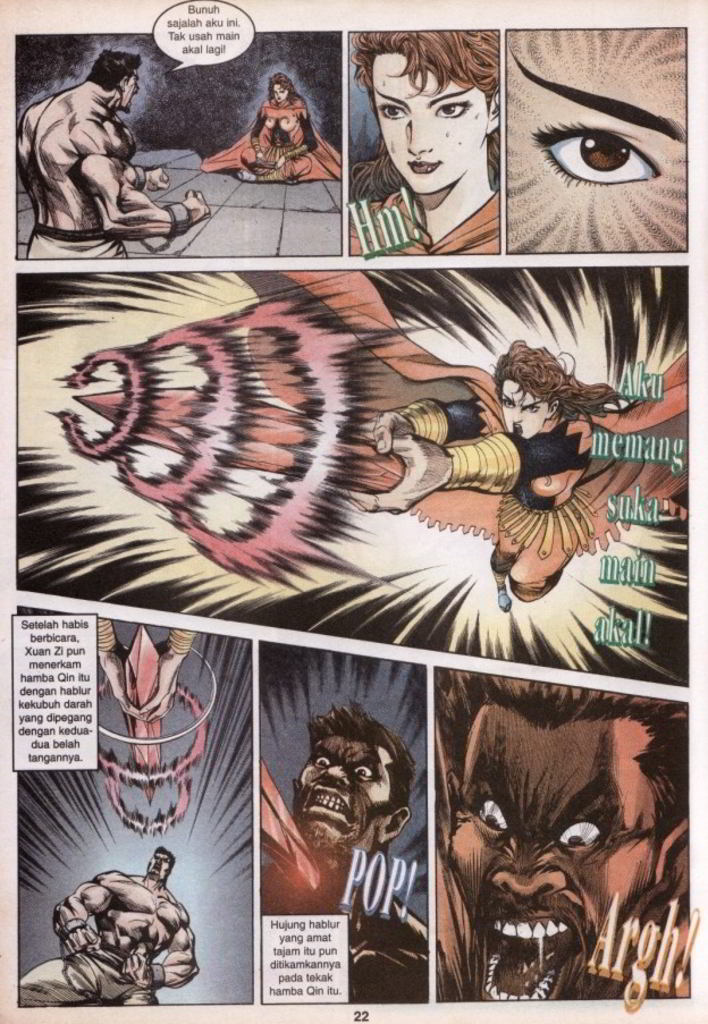 Bunuh
sajalah aku ini.
Tak usah main
akal lagi!
Hm!
Aku
memang
suka
main
akal!
Setelah habis
berbicara,
Xuan Zi pun
menerkam
hamba Qin itu
dengan hablur
kekubuh darah
yang dipegang
dengan kedua-
dua belah
tangannya.
POP!
Hujung hablur
yang amat
tajam itu pun
ditikamkannya
pada tekak
hamba Qin itu.
Argh!
22